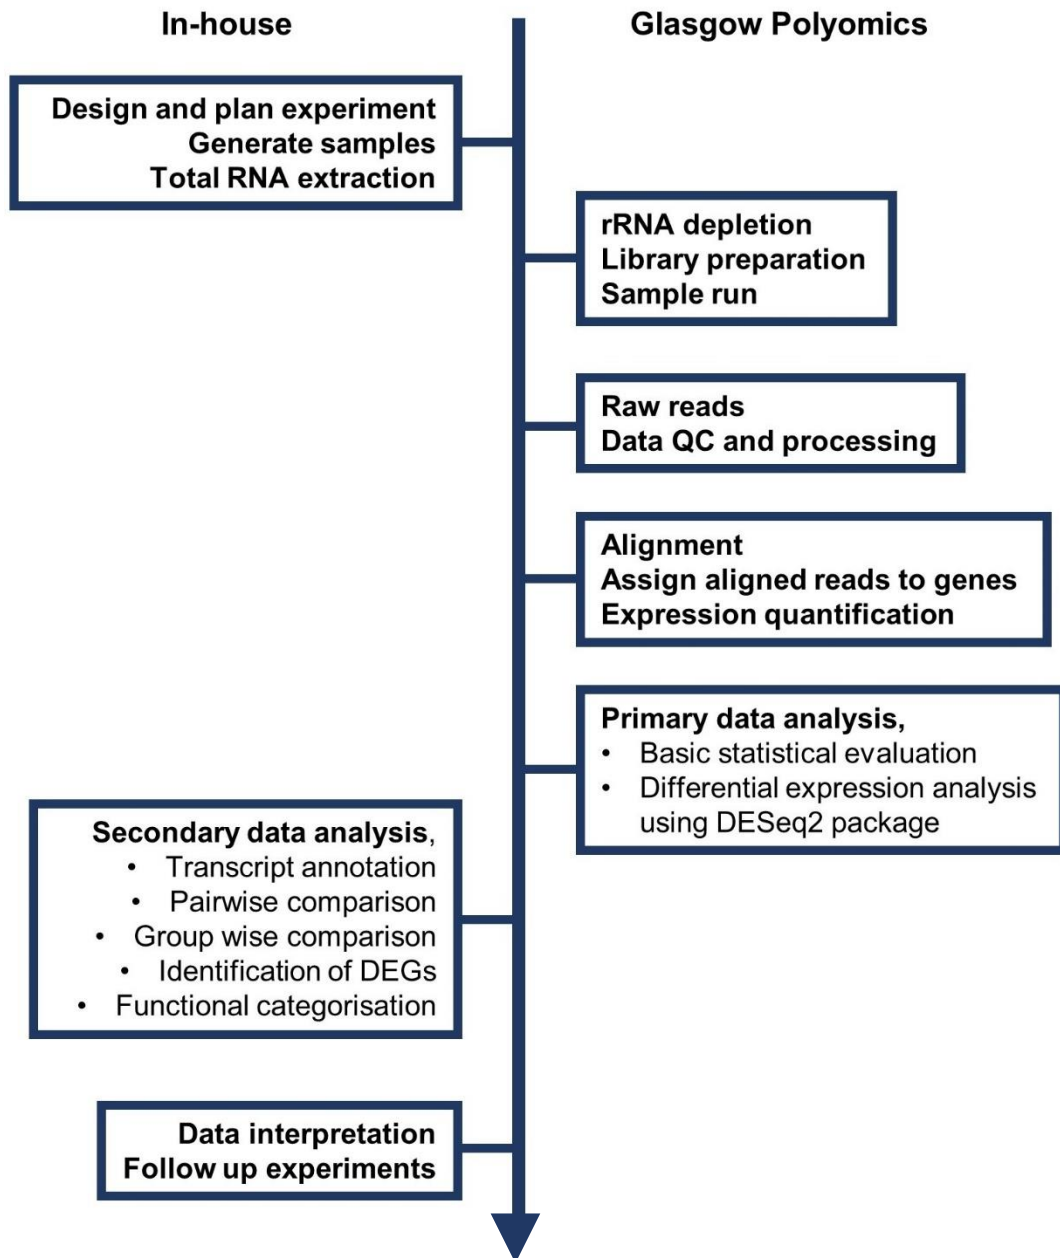 In-house
Glasgow Polyomics
Design and plan experiment
Generate samples
Total RNA extraction
rRNA depletion
Library preparation
Sample run
Raw reads
Data QC and processing
Alignment
Assign aligned reads to genes
Expression quantification
Primary data analysis,
• Basic statistical evaluation
• Differential expression analysis
using DESeq2 package
Secondary data analysis,
• Transcript annotation
• Pairwise comparison
• Group wise comparison
• Identification of DEGs
• Functional categorisation
Data interpretation
Follow up experiments